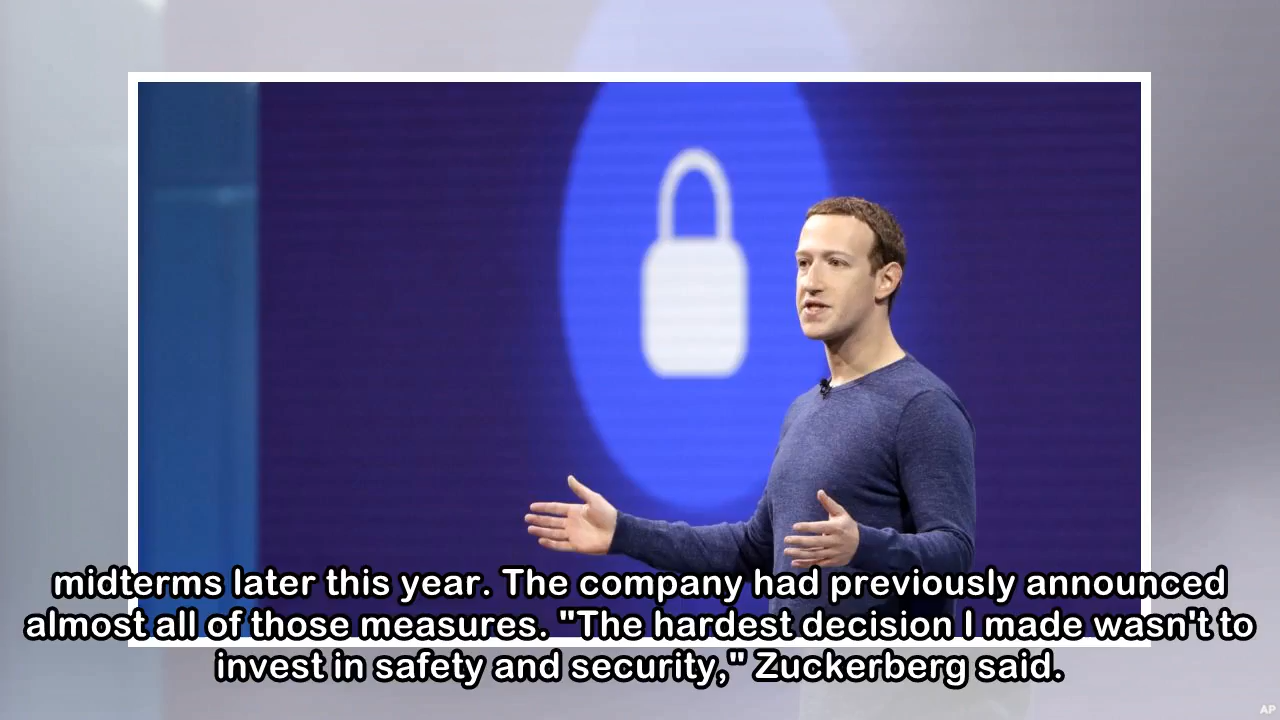 midterms later this year. The company had previously announced
almost all of those measures. "The hardest decision I made wasn't to
invest in safety and security," Zuckerberg said.
AP